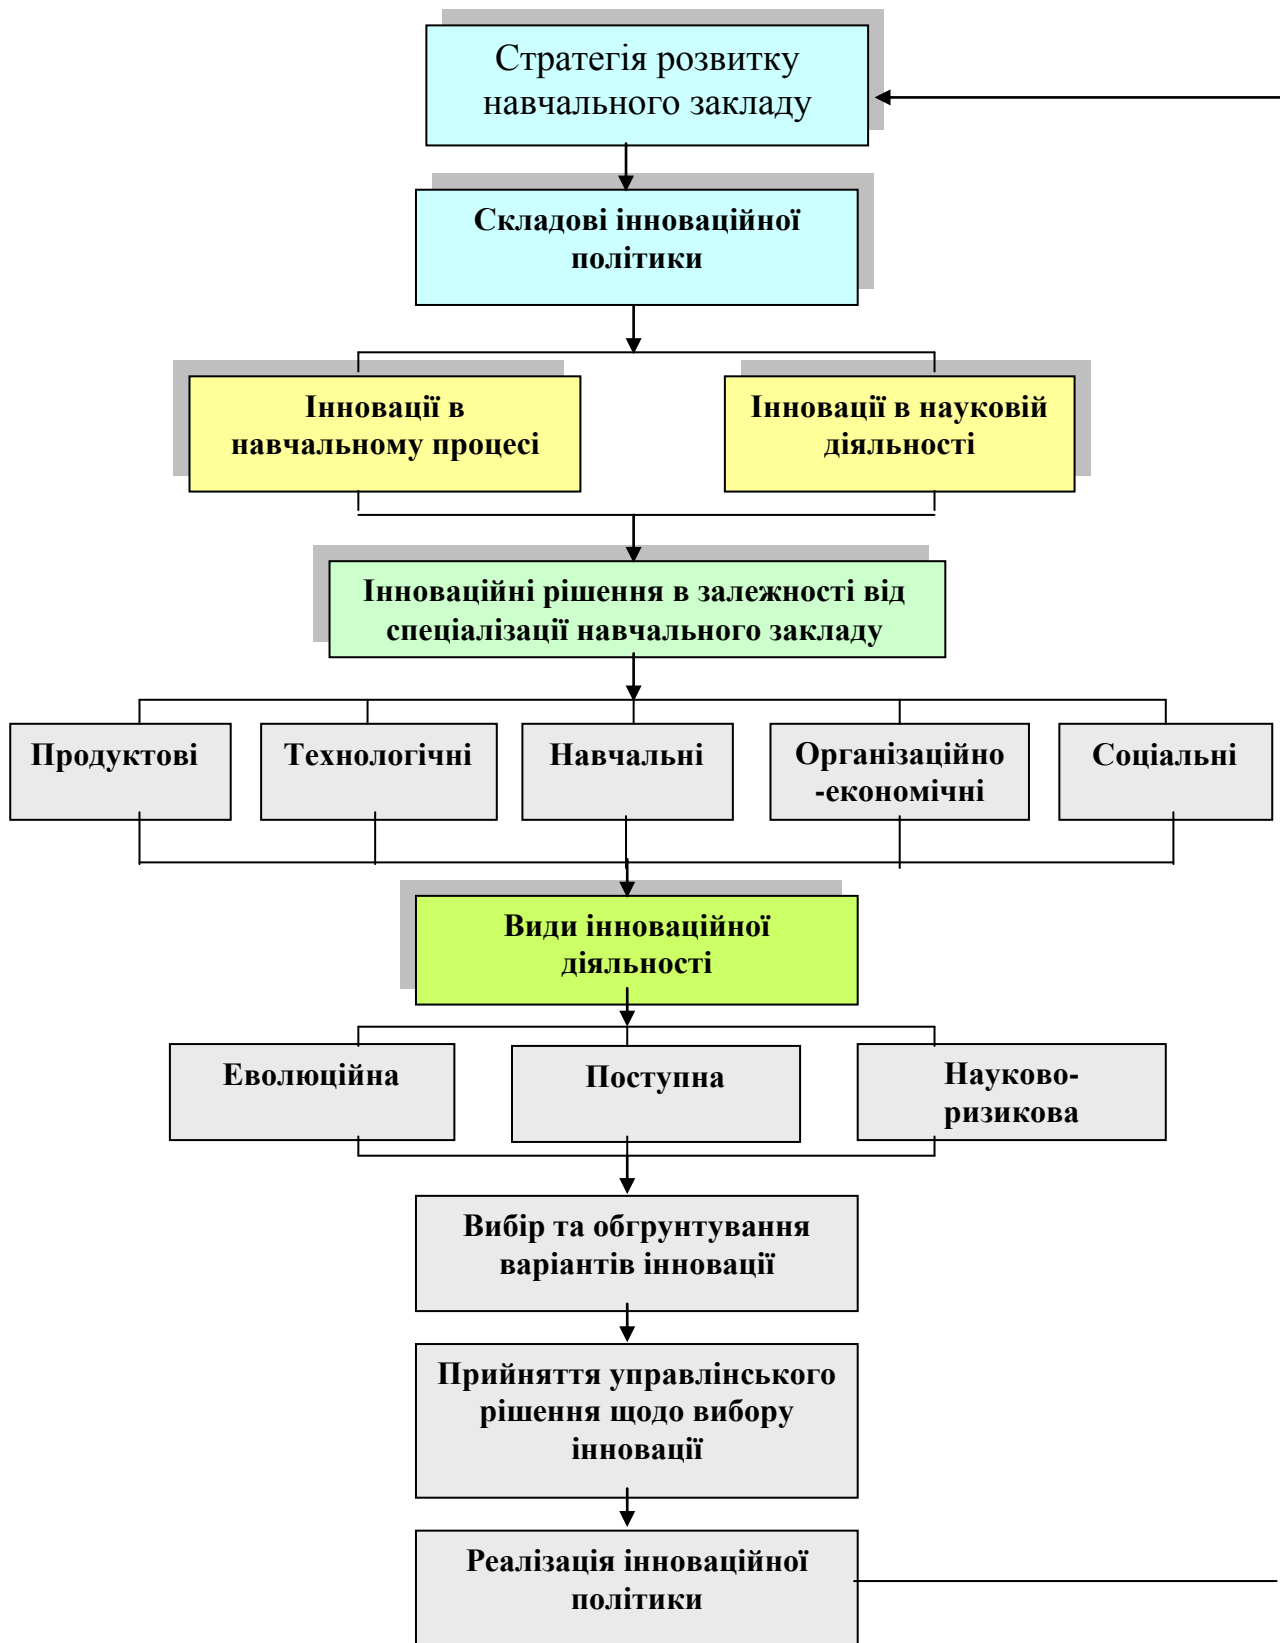 Стратегія розвитку
навчального закладу
Складові інноваційної
політики
Інновації в
навчальному процесі
Інновації в науковій
діяльності
Інноваційні рішення в залежності від
спеціалізації навчального закладу
Продуктові
Технологічні
Навчальні
Організаційно
-економічні
Соціальні
Види інноваційної
діяльності
Еволюційна
Поступна
Науково-
ризикова
Вибір та обгрунтування
варіантів інновації
Прийняття управлінського
рішення щодо вибору
інновації
Реалізація інноваційної
політики